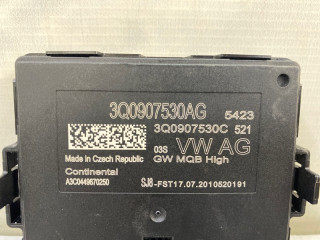 3Q0907530AG 5423
3Q0907530C 521
03S VW AG
Made in Czech Republic GW MQB High
Continental
A3C0449670250 SJ8-FST17.07.2010520191